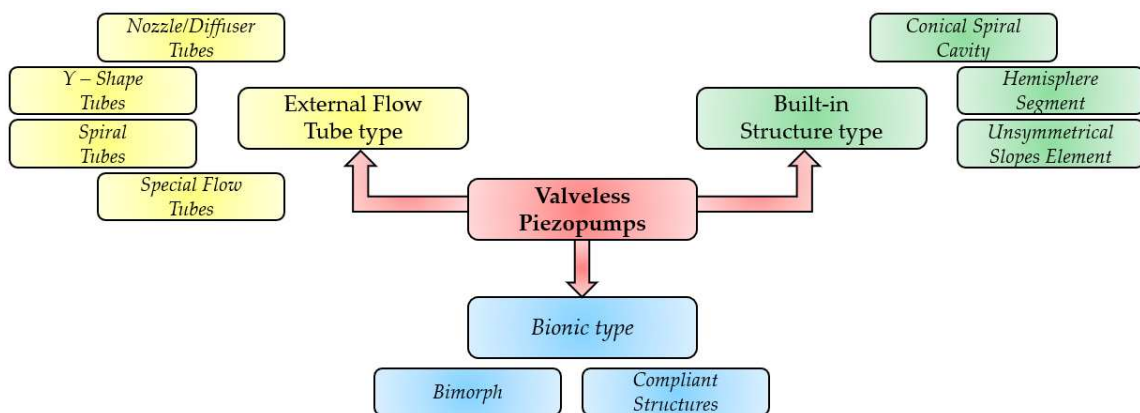 Nozzle/Diffuser
Tubes
Y – Shape
Tubes
Spiral
Tubes
Special Flow
Tubes
External Flow
Tube type
Valveless
Piezopumps
Built-in
Structure type
Conical Spiral
Cavity
Hemisphere
Segment
Unsymmetrical
Slopes Element
Bionic type
Bimorph
Compliant
Structures